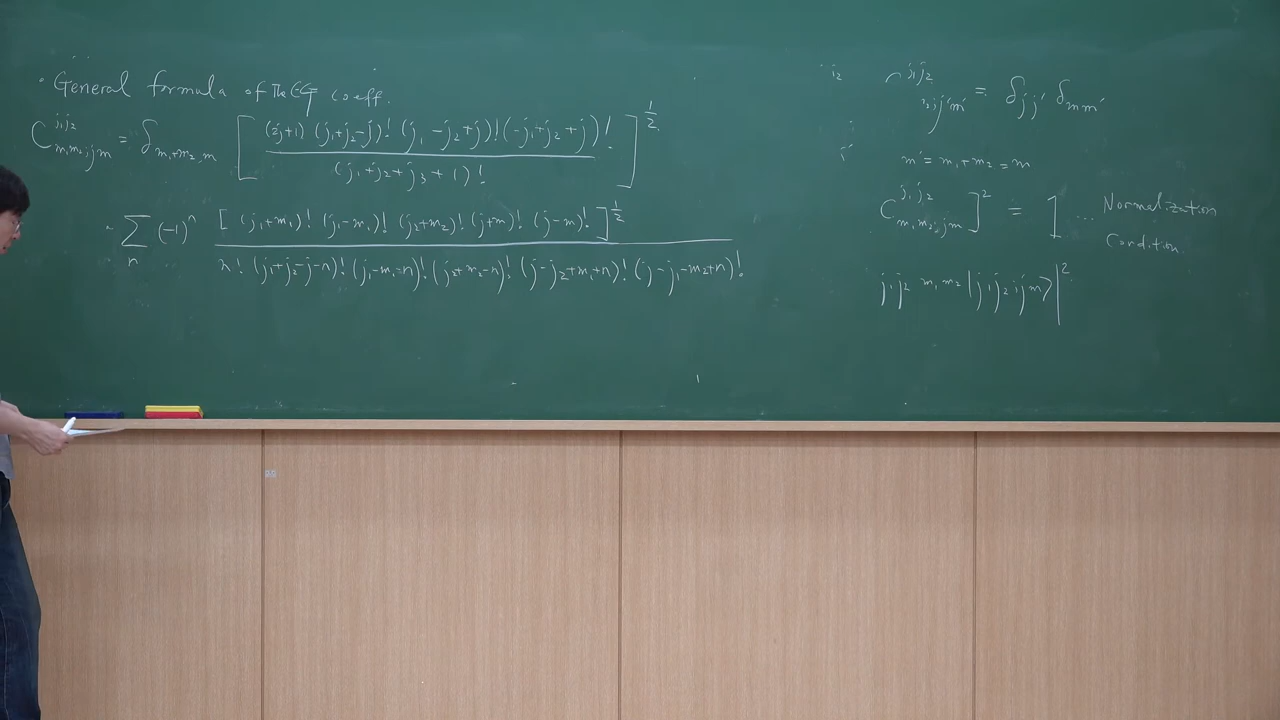 · General formula of the CG coeff.
C^{j₁j₂}_{m₁m₂;jm} = δ_{m₁+m₂,m} [ (2j+1) (j₁+j₂-j)! (j₁-j₂+j)! (-j₁+j₂+j)! / (j₁+j₂+j₃+1)! ]^{1/2}
· Σ_n (-1)^n [ (j₁+m₁)! (j₁-m₁)! (j₂+m₂)! (j+m)! (j-m)! ]^{1/2} / n! (j₁+j₂-j-n)! (j₁-m₁-n)! (j₂+m₂-n)! (j-j₂+m₁+n)! (j-j₁-m₂+n)!
j₁j₂ j'm' = δ_{jj'} δ_{mm'}
m' = m₁+m₂ = m
C^{j₁j₂}_{m₁m₂;jm} ]² = 1 ... Normalization
Condition.
j₁j₂ m₁m₂ | j₁j₂; jm⟩|²